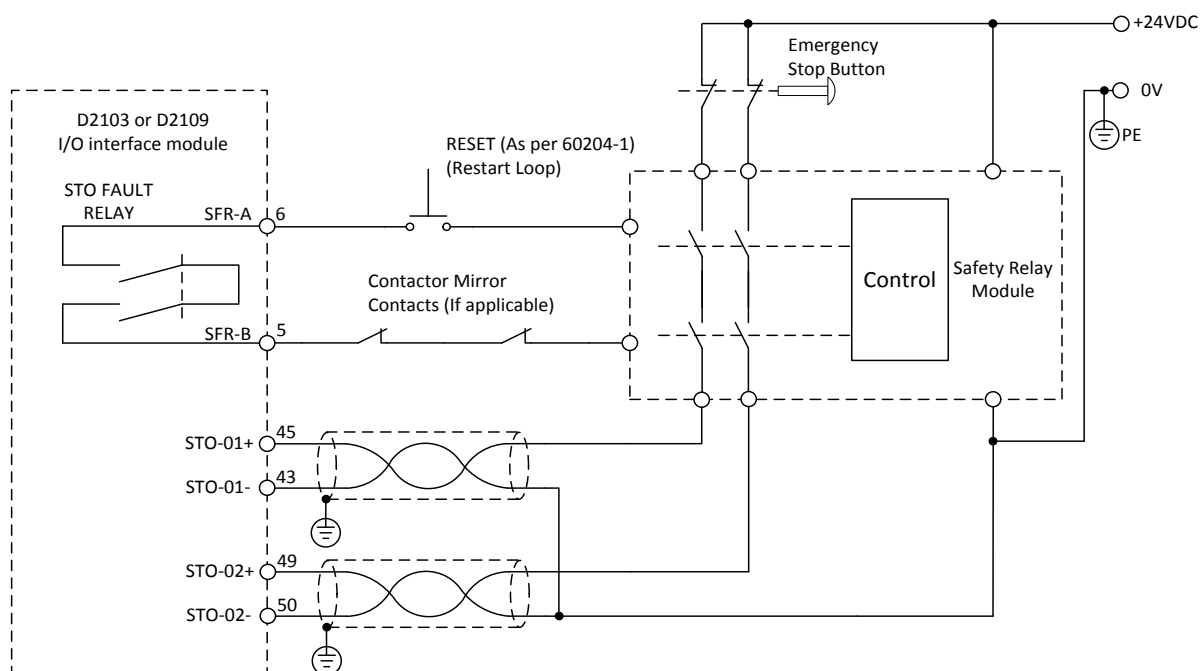 +24VDC
Emergency
Stop Button
0V
PE
D2103 or D2109
I/O interface module
RESET (As per 60204-1)
(Restart Loop)
STO FAULT
RELAY
SFR-A
6
Control
Safety Relay
Module
Contactor Mirror
Contacts (If applicable)
SFR-B
5
STO-01+
45
STO-01-
43
STO-02+
49
STO-02-
50